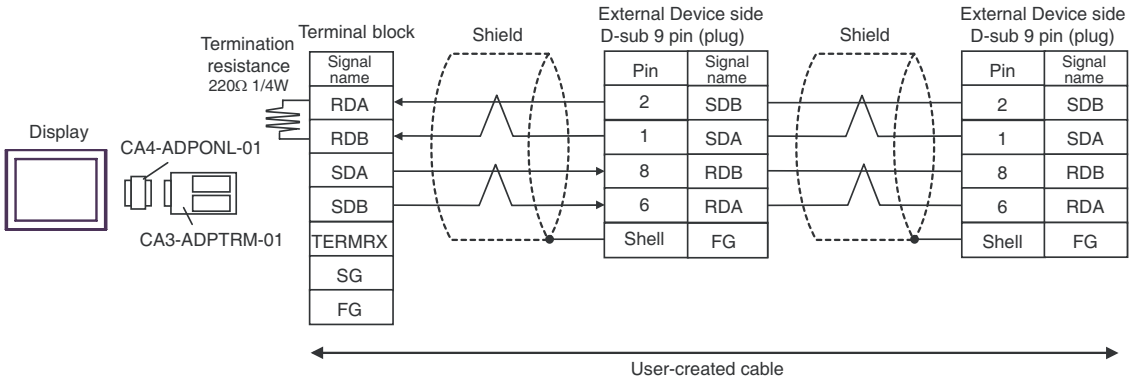 Termination
resistance
220Ω 1/4W
Terminal block
Shield
External Device side
D-sub 9 pin (plug)
Shield
External Device side
D-sub 9 pin (plug)
Signal
name
RDA
RDB
SDA
SDB
TERMRX
SG
FG
Pin
Signal
name
2
SDB
1
SDA
8
RDB
6
RDA
Shell
FG
Pin
Signal
name
2
SDB
1
SDA
8
RDB
6
RDA
Shell
FG
Display
CA4-ADPONL-01
CA3-ADPTRM-01
User-created cable